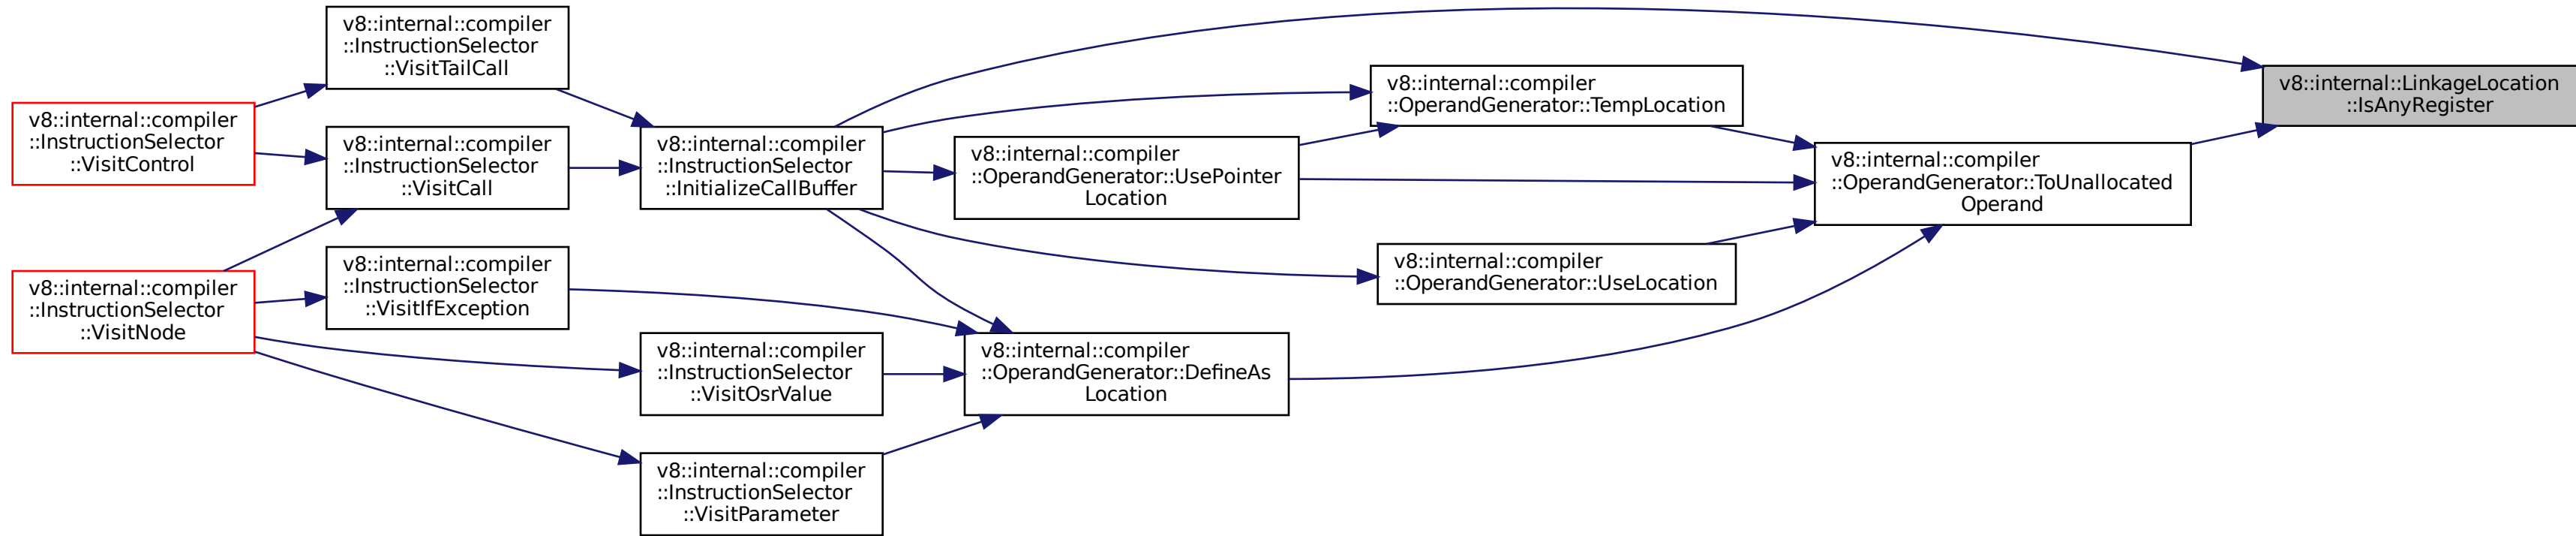 v8::internal::compiler
::InstructionSelector
::VisitControl
v8::internal::compiler
::InstructionSelector
::VisitNode
v8::internal::compiler
::InstructionSelector
::VisitTailCall
v8::internal::compiler
::InstructionSelector
::VisitCall
v8::internal::compiler
::InstructionSelector
::VisitIfException
v8::internal::compiler
::InstructionSelector
::InitializeCallBuffer
v8::internal::compiler
::InstructionSelector
::VisitOsrValue
v8::internal::compiler
::InstructionSelector
::VisitParameter
v8::internal::compiler
::OperandGenerator::UsePointer
Location
v8::internal::compiler
::OperandGenerator::DefineAs
Location
v8::internal::compiler
::OperandGenerator::TempLocation
v8::internal::compiler
::OperandGenerator::UseLocation
v8::internal::compiler
::OperandGenerator::ToUnallocated
Operand
v8::internal::LinkageLocation
::IsAnyRegister